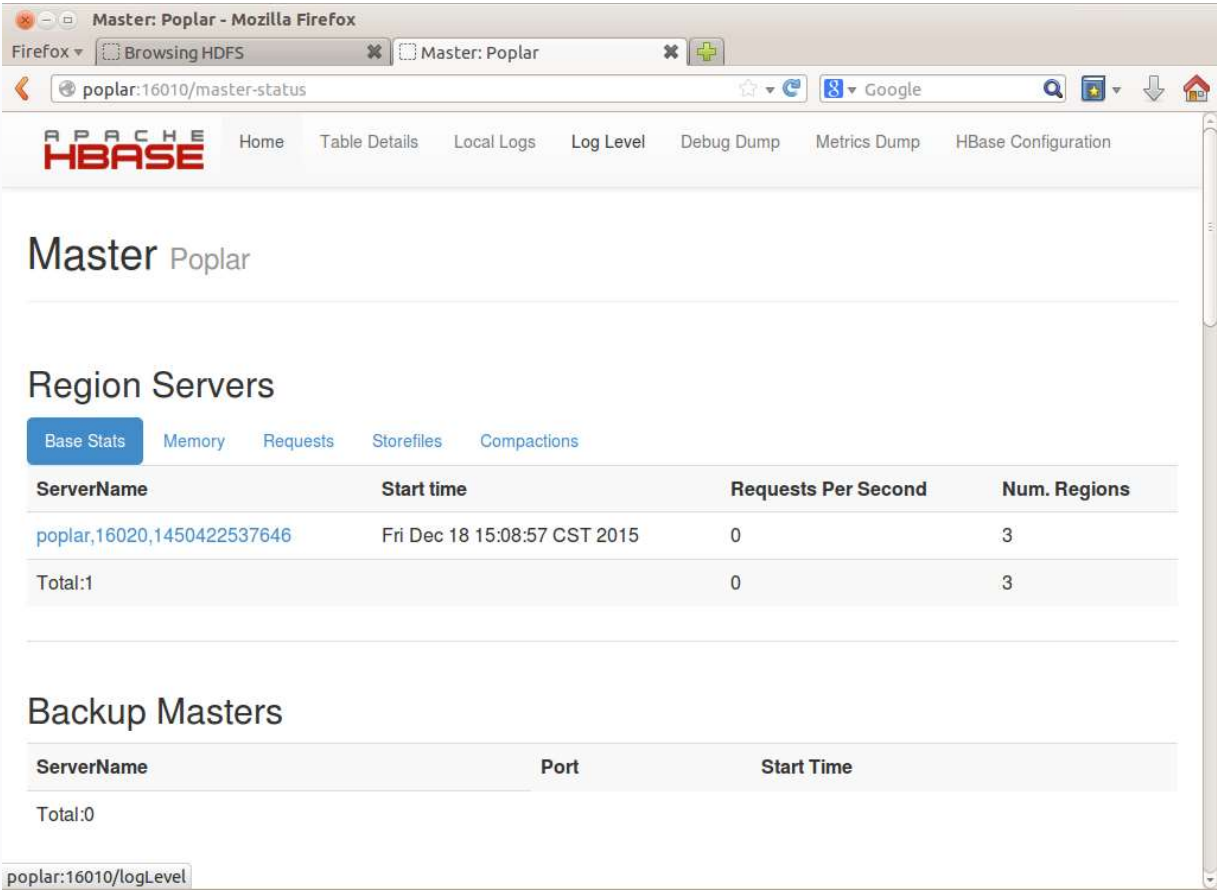 Master: Poplar - Mozilla Firefox
Firefox Browsing HDFS Master: Poplar
poplar:16010/master-status Google
APACHE HBASE Home Table Details Local Logs Log Level Debug Dump Metrics Dump HBase Configuration
Master Poplar
Region Servers
Base Stats Memory Requests Storefiles Compactions
ServerName Start time Requests Per Second Num. Regions
poplar,16020,1450422537646 Fri Dec 18 15:08:57 CST 2015 0 3
Total:1 0 3
Backup Masters
ServerName Port Start Time
Total:0
poplar:16010/logLevel